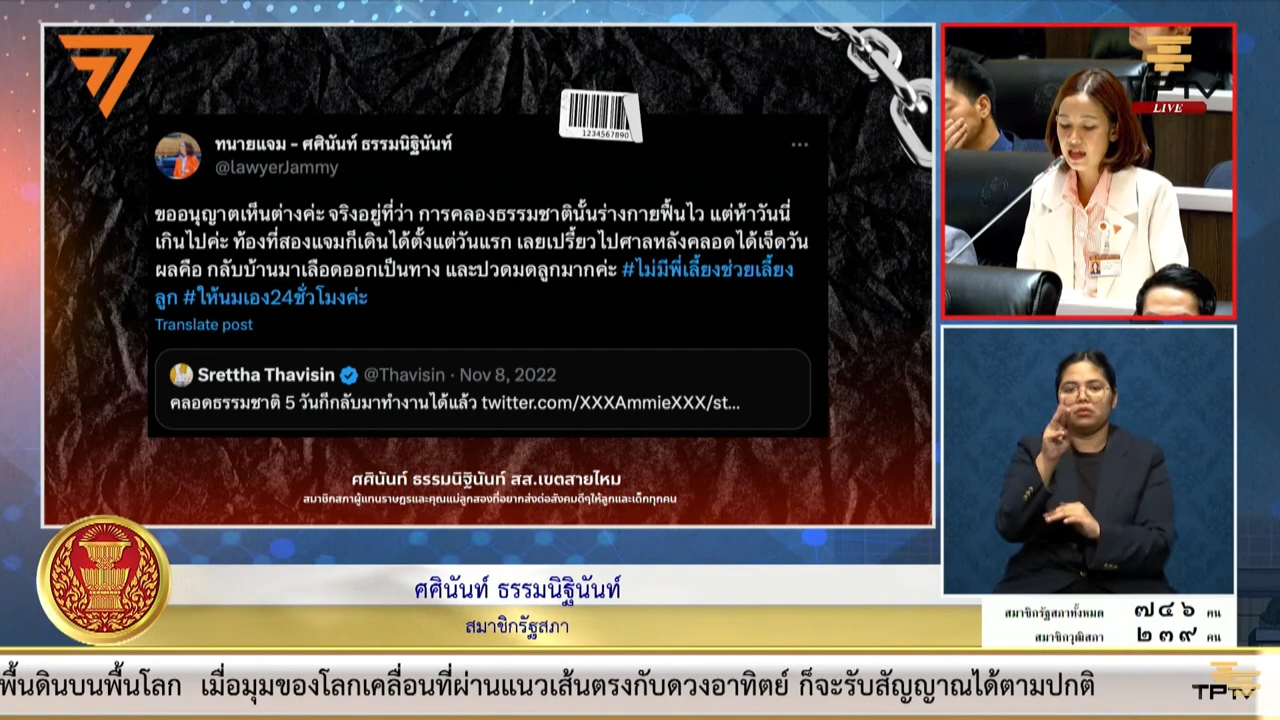 1234567890
ทนายแจม - ศศินันท์ ธรรมนิฐินันท์
@lawyerJammy
ขออนุญาตเห็นต่างค่ะ จริงอยู่ที่ว่า การคลองธรรมชาตินั้นร่างกายฟื้นไว แต่ห้าวันนี่
เกินไปค่ะ ท้องที่สองแจมก็เดินได้ตั้งแต่วันแรก เลยเปรี้ยวไปศาลหลังคลอดได้เจ็ดวัน
ผลคือ กลับบ้านมาเลือดออกเป็นทาง และปวดมดลูกมากค่ะ #ไม่มีพี่เลี้ยงช่วยเลี้ยง
ลูก #ให้นมเอง24ชั่วโมงค่ะ
Translate post
Srettha Thavisin @Thavisin · Nov 8, 2022
คลอดธรรมชาติ 5 วันก็กลับมาทำงานได้แล้ว twitter.com/XXXAmmieXXX/st...
ศศินันท์ ธรรมนิฐินันท์ สส.เขตสายไหม
สมาชิกสภาผู้แทนราษฎรและคุณแม่ลูกสองที่อยากส่งต่อสังคมดีๆให้ลูกและเด็กทุกคน
TPTV
LIVE
ศศินันท์ ธรรมนิฐินันท์
สมาชิกรัฐสภา
สมาชิกรัฐสภาทั้งหมด ๗๔๖ คน
สมาชิกวุฒิสภา ๒๓๙ คน
พื้นดินบนพื้นโลก เมื่อมุมของโลกเคลื่อนที่ผ่านแนวเส้นตรงกับดวงอาทิตย์ ก็จะรับสัญญาณได้ตามปกติ
TPTV